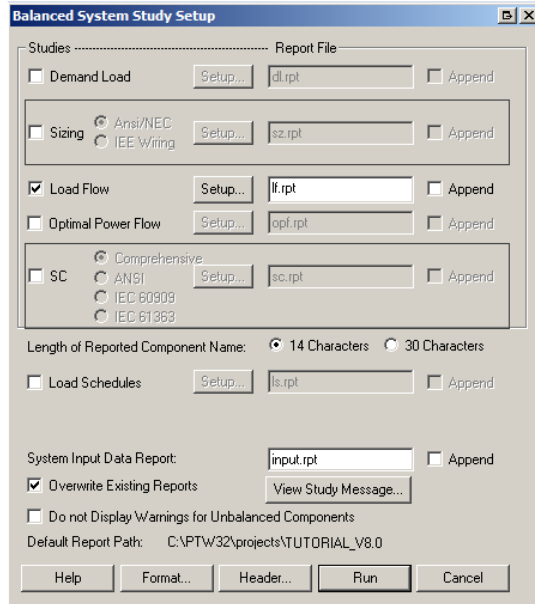 Balanced System Study Setup
Studies ------------------------------------ Report File
Demand Load Setup... dl.rpt Append
Sizing Ansi/NEC IEE Wiring Setup... sz.rpt Append
Load Flow Setup... lf.rpt Append
Optimal Power Flow Setup... opf.rpt Append
SC Comprehensive Setup... sc.rpt Append
ANSI
IEC 60909
IEC 61363
Length of Reported Component Name: 14 Characters 30 Characters
Load Schedules Setup... ls.rpt Append
System Input Data Report: input.rpt Append
Overwrite Existing Reports View Study Message...
Do not Display Warnings for Unbalanced Components
Default Report Path: C:\PTW32\projects\TUTORIAL_V8.0
Help Format... Header... Run Cancel